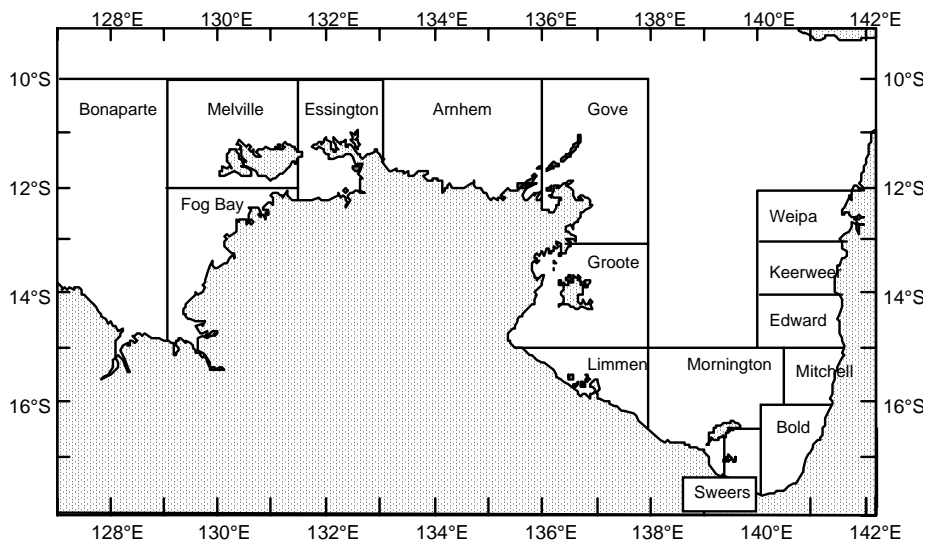 128°E 130°E 132°E 134°E 136°E 138°E 140°E 142°E
10°S 10°S
Bonaparte Melville Essington Arnhem Gove
12°S 12°S
Fog Bay Weipa
Groote Keerweer
14°S 14°S
Edward
Limmen Mornington Mitchell
16°S 16°S
Bold
Sweers
128°E 130°E 132°E 134°E 136°E 138°E 140°E 142°E